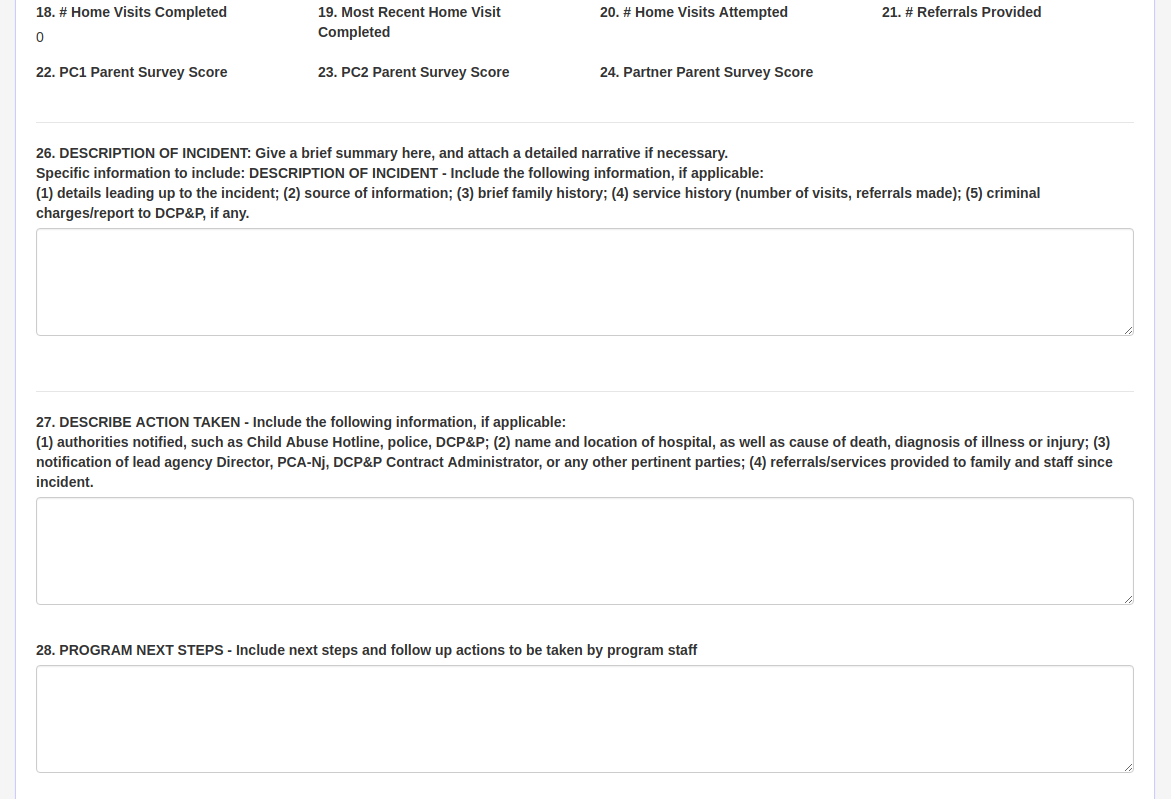 18. # Home Visits Completed
19. Most Recent Home Visit
Completed
20. # Home Visits Attempted
21. # Referrals Provided
0
22. PC1 Parent Survey Score
23. PC2 Parent Survey Score
24. Partner Parent Survey Score
26. DESCRIPTION OF INCIDENT: Give a brief summary here, and attach a detailed narrative if necessary.
Specific information to include: DESCRIPTION OF INCIDENT - Include the following information, if applicable:
(1) details leading up to the incident; (2) source of information; (3) brief family history; (4) service history (number of visits, referrals made); (5) criminal
charges/report to DCP&P, if any.
27. DESCRIBE ACTION TAKEN - Include the following information, if applicable:
(1) authorities notified, such as Child Abuse Hotline, police, DCP&P; (2) name and location of hospital, as well as cause of death, diagnosis of illness or injury; (3)
notification of lead agency Director, PCA-Nj, DCP&P Contract Administrator, or any other pertinent parties; (4) referrals/services provided to family and staff since
incident.
28. PROGRAM NEXT STEPS - Include next steps and follow up actions to be taken by program staff